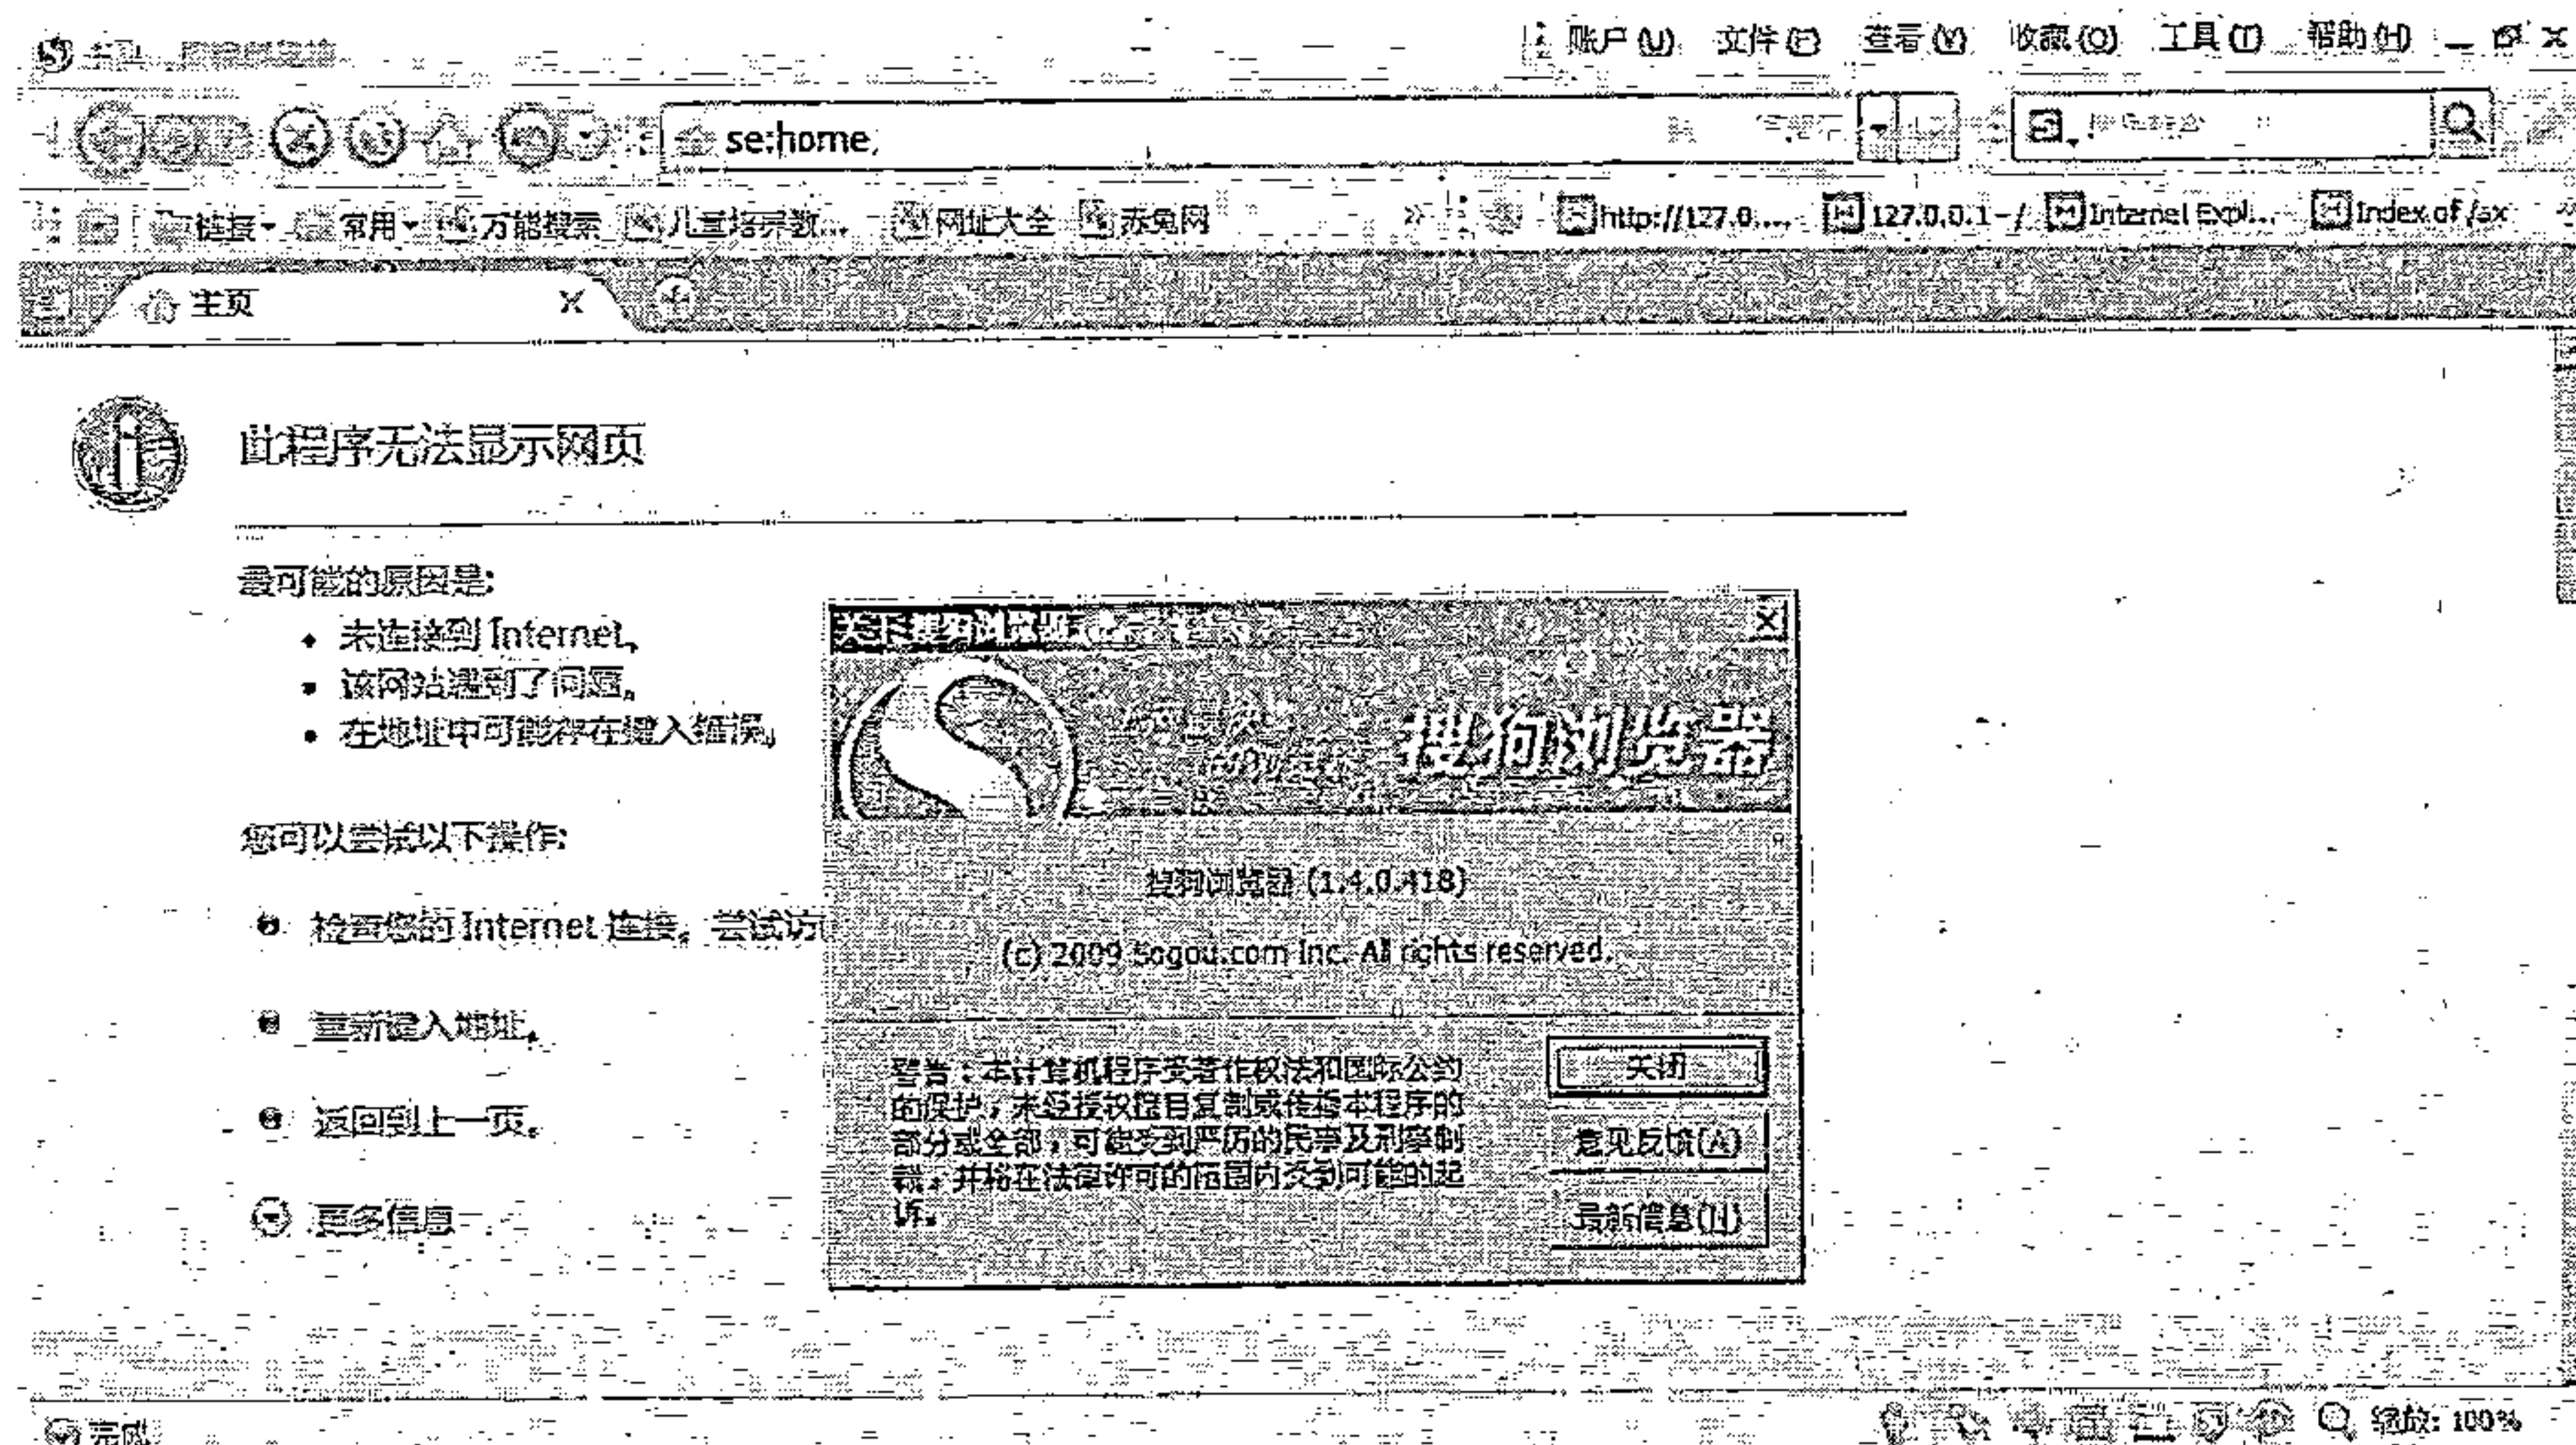 账户(U) 文件(F) 查看(V) 收藏(O) 工具(T) 帮助(H)
se:home
链接 常用 万能搜索 儿童培养教... 网址大全 赤兔网 » http://127.0.... 127.0.0.1-/ Internet Expl... Index of /ax
主页
此程序无法显示网页
最可能的原因是:
未连接到 Internet。
该网站遇到了问题。
在地址中可能存在键入错误。
您可以尝试以下操作:
检查您的 Internet 连接。尝试访
重新键入地址。
返回到上一页。
更多信息
关于搜狗浏览器
搜狗浏览器
搜狗浏览器 (1.4.0.418)
(c) 2009 Sogou.com Inc. All rights reserved.
警告：本计算机程序受著作权法和国际公约
的保护，未经授权擅自复制或传播本程序的
部分或全部，可能受到严厉的民事及刑事制
裁，并将在法律许可的范围内受到可能的起
诉。
关闭
意见反馈(A)
最新信息(N)
完成
缩放: 100%